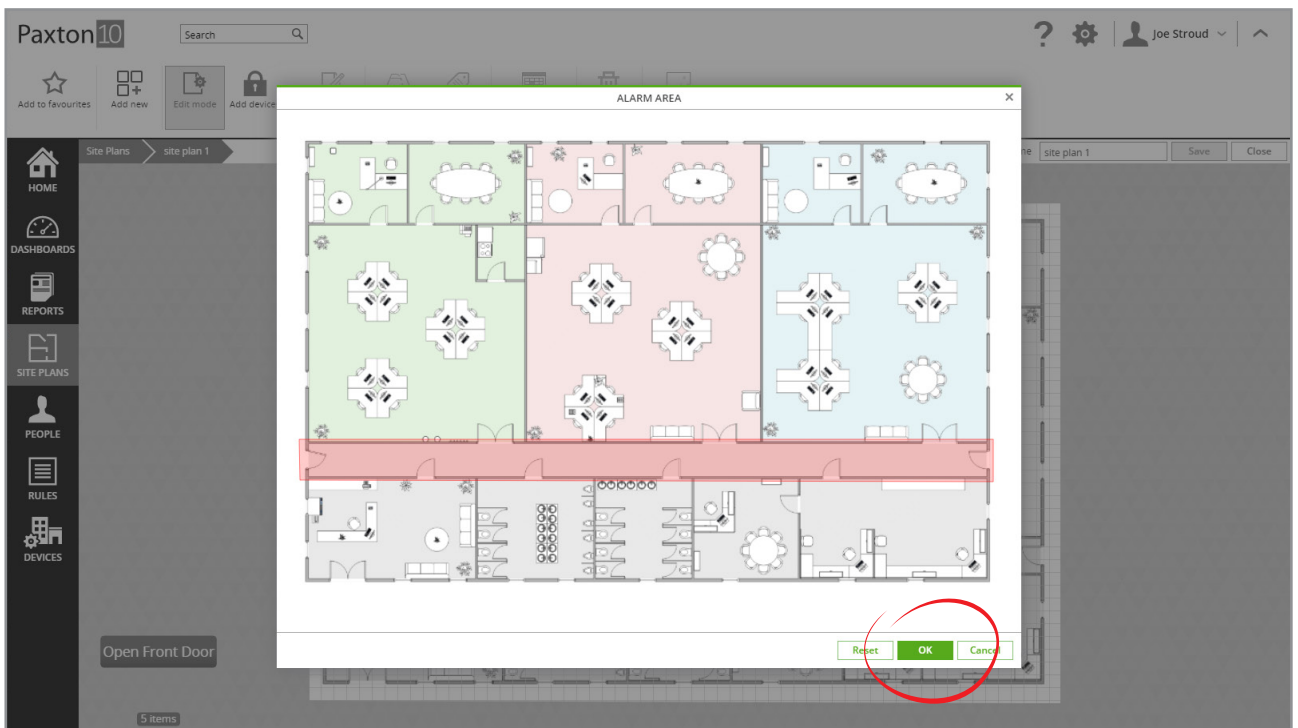 Paxton 10
Search
Joe Stroud
Add to favourites
Add new
Edit mode
Add device
ALARM AREA
Site Plans
site plan 1
site plan 1
Save
Close
HOME
DASHBOARDS
REPORTS
SITE PLANS
PEOPLE
RULES
DEVICES
Reset
OK
Cancel
Open Front Door
5 items